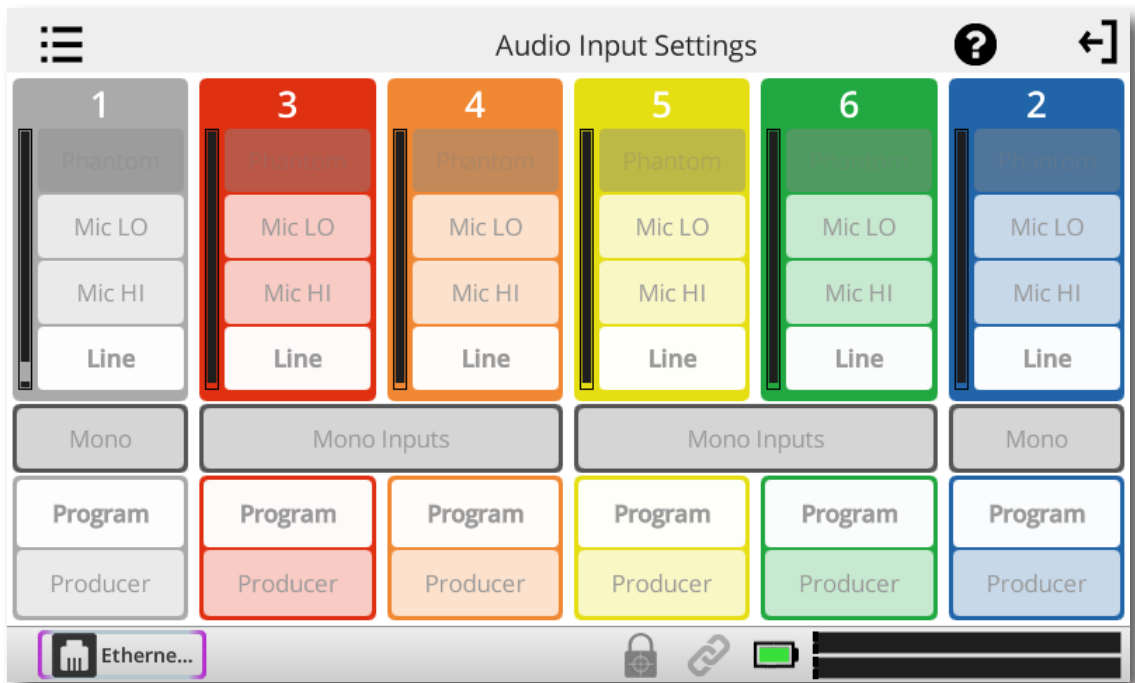 Audio Input Settings ?
1 3 4 5 6 2
Phantom Phantom Phantom Phantom Phantom Phantom
Mic LO Mic LO Mic LO Mic LO Mic LO Mic LO
Mic HI Mic HI Mic HI Mic HI Mic HI Mic HI
Line Line Line Line Line Line
Mono Mono Inputs Mono Inputs Mono
Program Program Program Program Program Program
Producer Producer Producer Producer Producer Producer
Etherne...